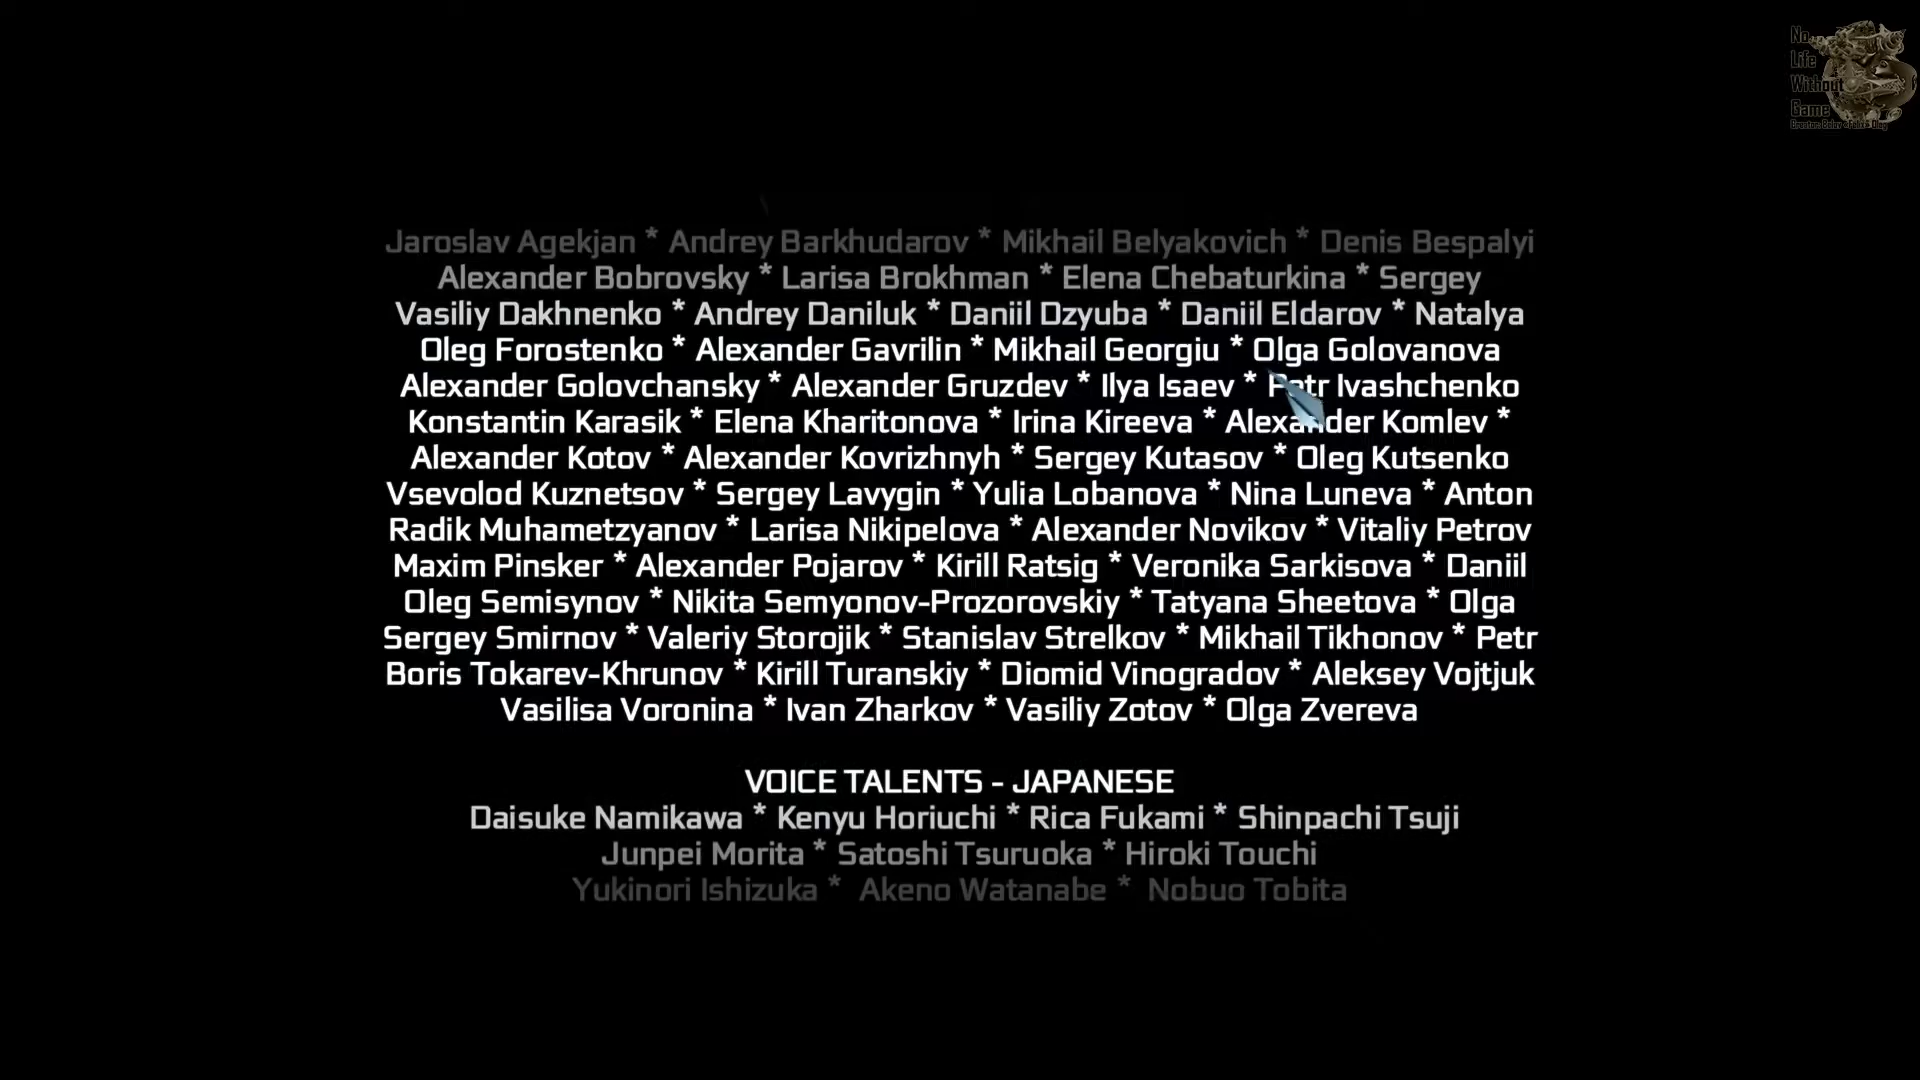 No
Life
Without
Game
Jaroslav Agekjan * Andrey Barkhudarov * Mikhail Belyakovich * Denis Bespalyi
Alexander Bobrovsky * Larisa Brokhman * Elena Chebaturkina * Sergey
Vasiliy Dakhnenko * Andrey Daniluk * Daniil Dzyuba * Daniil Eldarov * Natalya
Oleg Forostenko * Alexander Gavrilin * Mikhail Georgiu * Olga Golovanova
Alexander Golovchansky * Alexander Gruzdev * Ilya Isaev * Petr Ivashchenko
Konstantin Karasik * Elena Kharitonova * Irina Kireeva * Alexander Komlev *
Alexander Kotov * Alexander Kovrizhnyh * Sergey Kutasov * Oleg Kutsenko
Vsevolod Kuznetsov * Sergey Lavygin * Yulia Lobanova * Nina Luneva * Anton
Radik Muhametzyanov * Larisa Nikipelova * Alexander Novikov * Vitaliy Petrov
Maxim Pinsker * Alexander Pojarov * Kirill Ratsig * Veronika Sarkisova * Daniil
Oleg Semisynov * Nikita Semyonov-Prozorovskiy * Tatyana Sheetova * Olga
Sergey Smirnov * Valeriy Storojik * Stanislav Strelkov * Mikhail Tikhonov * Petr
Boris Tokarev-Khrunov * Kirill Turanskiy * Diomid Vinogradov * Aleksey Vojtjuk
Vasilisa Voronina * Ivan Zharkov * Vasiliy Zotov * Olga Zvereva
VOICE TALENTS - JAPANESE
Daisuke Namikawa * Kenyu Horiuchi * Rica Fukami * Shinpachi Tsuji
Junpei Morita * Satoshi Tsuruoka * Hiroki Touchi
Yukinori Ishizuka * Akeno Watanabe * Nobuo Tobita